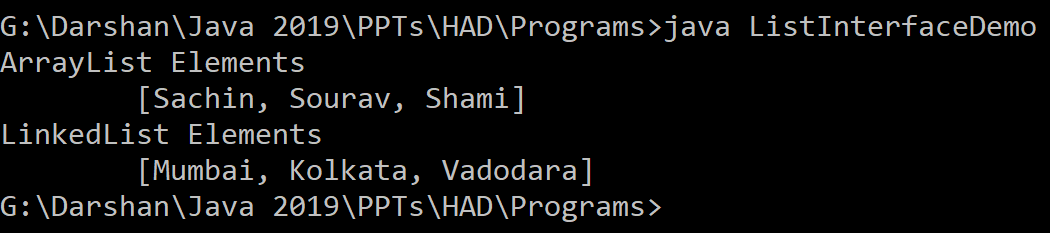 G:\Darshan\Java 2019\PPTs\HAD\Programs>java ListInterfaceDemo
ArrayList Elements
        [Sachin, Sourav, Shami]
LinkedList Elements
        [Mumbai, Kolkata, Vadodara]
G:\Darshan\Java 2019\PPTs\HAD\Programs>